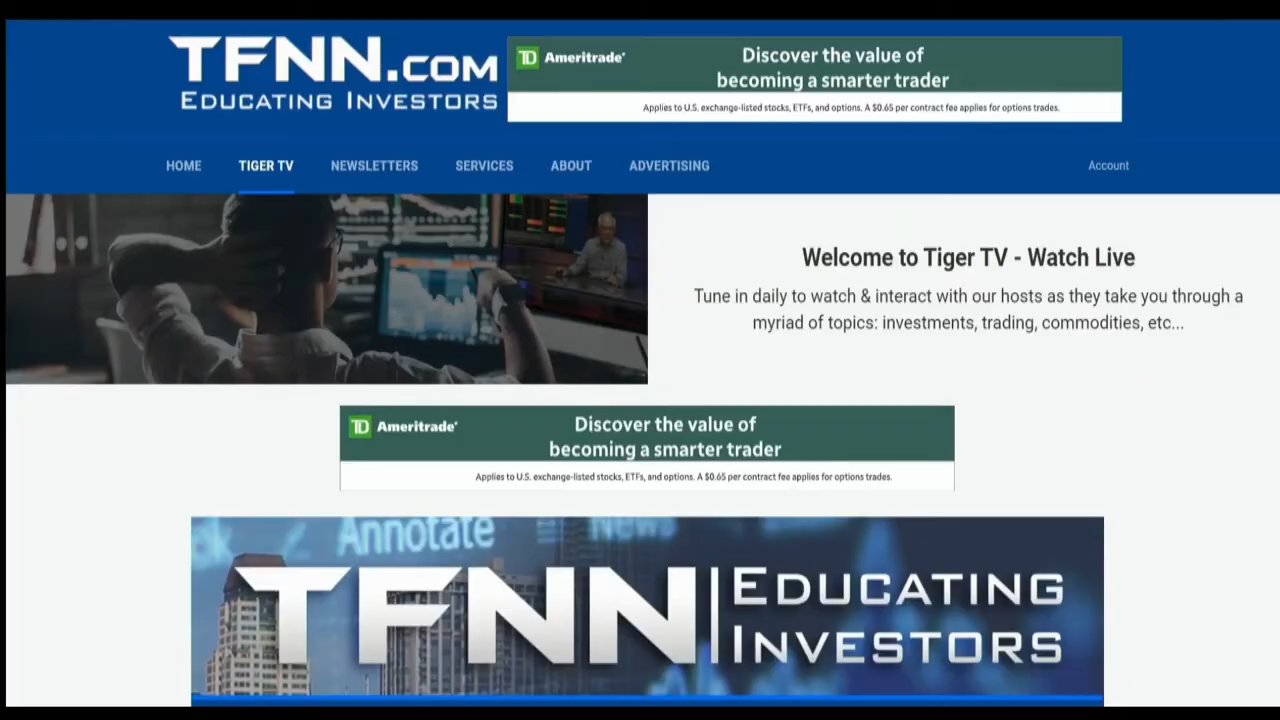 TFNN.COM
EDUCATING INVESTORS
TD Ameritrade®
Discover the value of
becoming a smarter trader
Applies to U.S. exchange-listed stocks, ETFs, and options. A $0.65 per contract fee applies for options trades.
HOME TIGER TV NEWSLETTERS SERVICES ABOUT ADVERTISING Account
Welcome to Tiger TV - Watch Live
Tune in daily to watch & interact with our hosts as they take you through a
myriad of topics: investments, trading, commodities, etc...
TD Ameritrade®
Discover the value of
becoming a smarter trader
Applies to U.S. exchange-listed stocks, ETFs, and options. A $0.65 per contract fee applies for options trades.
Annotate News
TFNN EDUCATING
INVESTORS